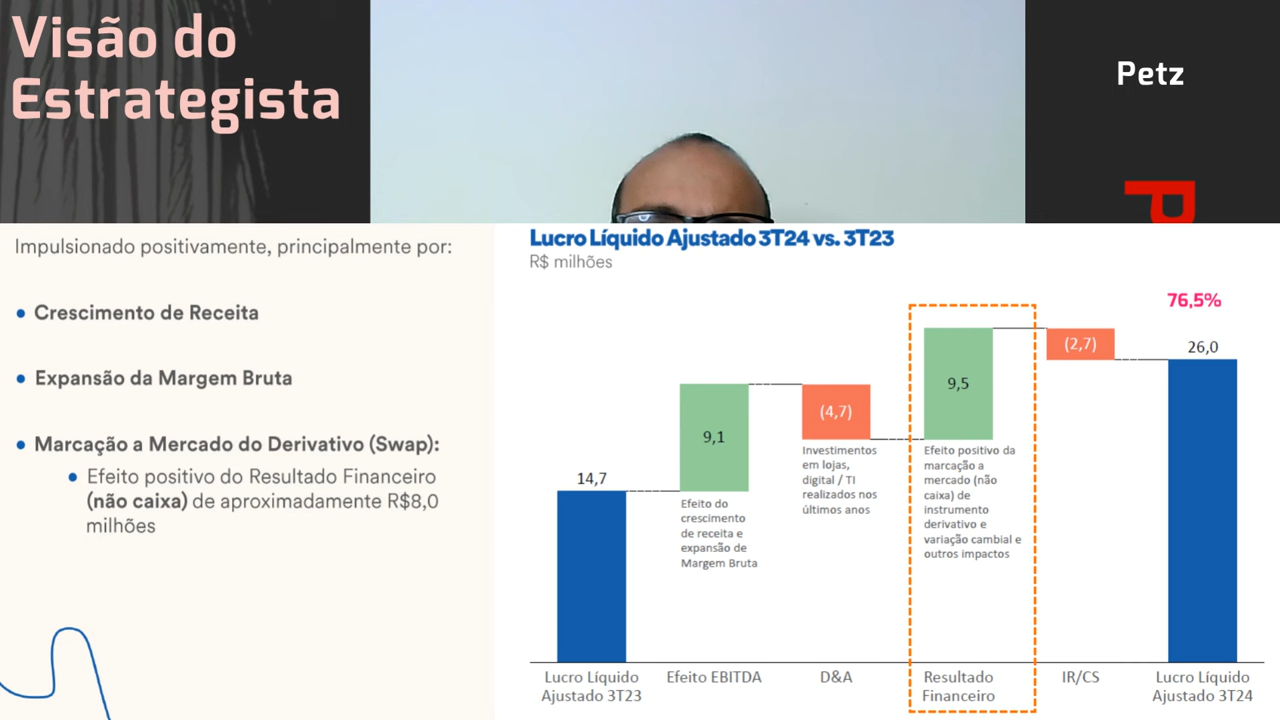 Visão do
Estrategista
Petz
P
Impulsionado positivamente, principalmente por:
Crescimento de Receita
Expansão da Margem Bruta
Marcação a Mercado do Derivativo (Swap):
Efeito positivo do Resultado Financeiro
(não caixa) de aproximadamente R$8,0
milhões
Lucro Líquido Ajustado 3T24 vs. 3T23
R$ milhões
14,7
9,1
Efeito do
crescimento
de receita e
expansão de
Margem Bruta
(4,7)
Investimentos
em lojas,
digital / TI
realizados nos
últimos anos
9,5
Efeito positivo da
marcação a
mercado (não
caixa) de
instrumento
derivativo e
variação cambial e
outros impactos
(2,7)
76,5%
26,0
Lucro Líquido
Ajustado 3T23
Efeito EBITDA
D&A
Resultado
Financeiro
IR/CS
Lucro Líquido
Ajustado 3T24